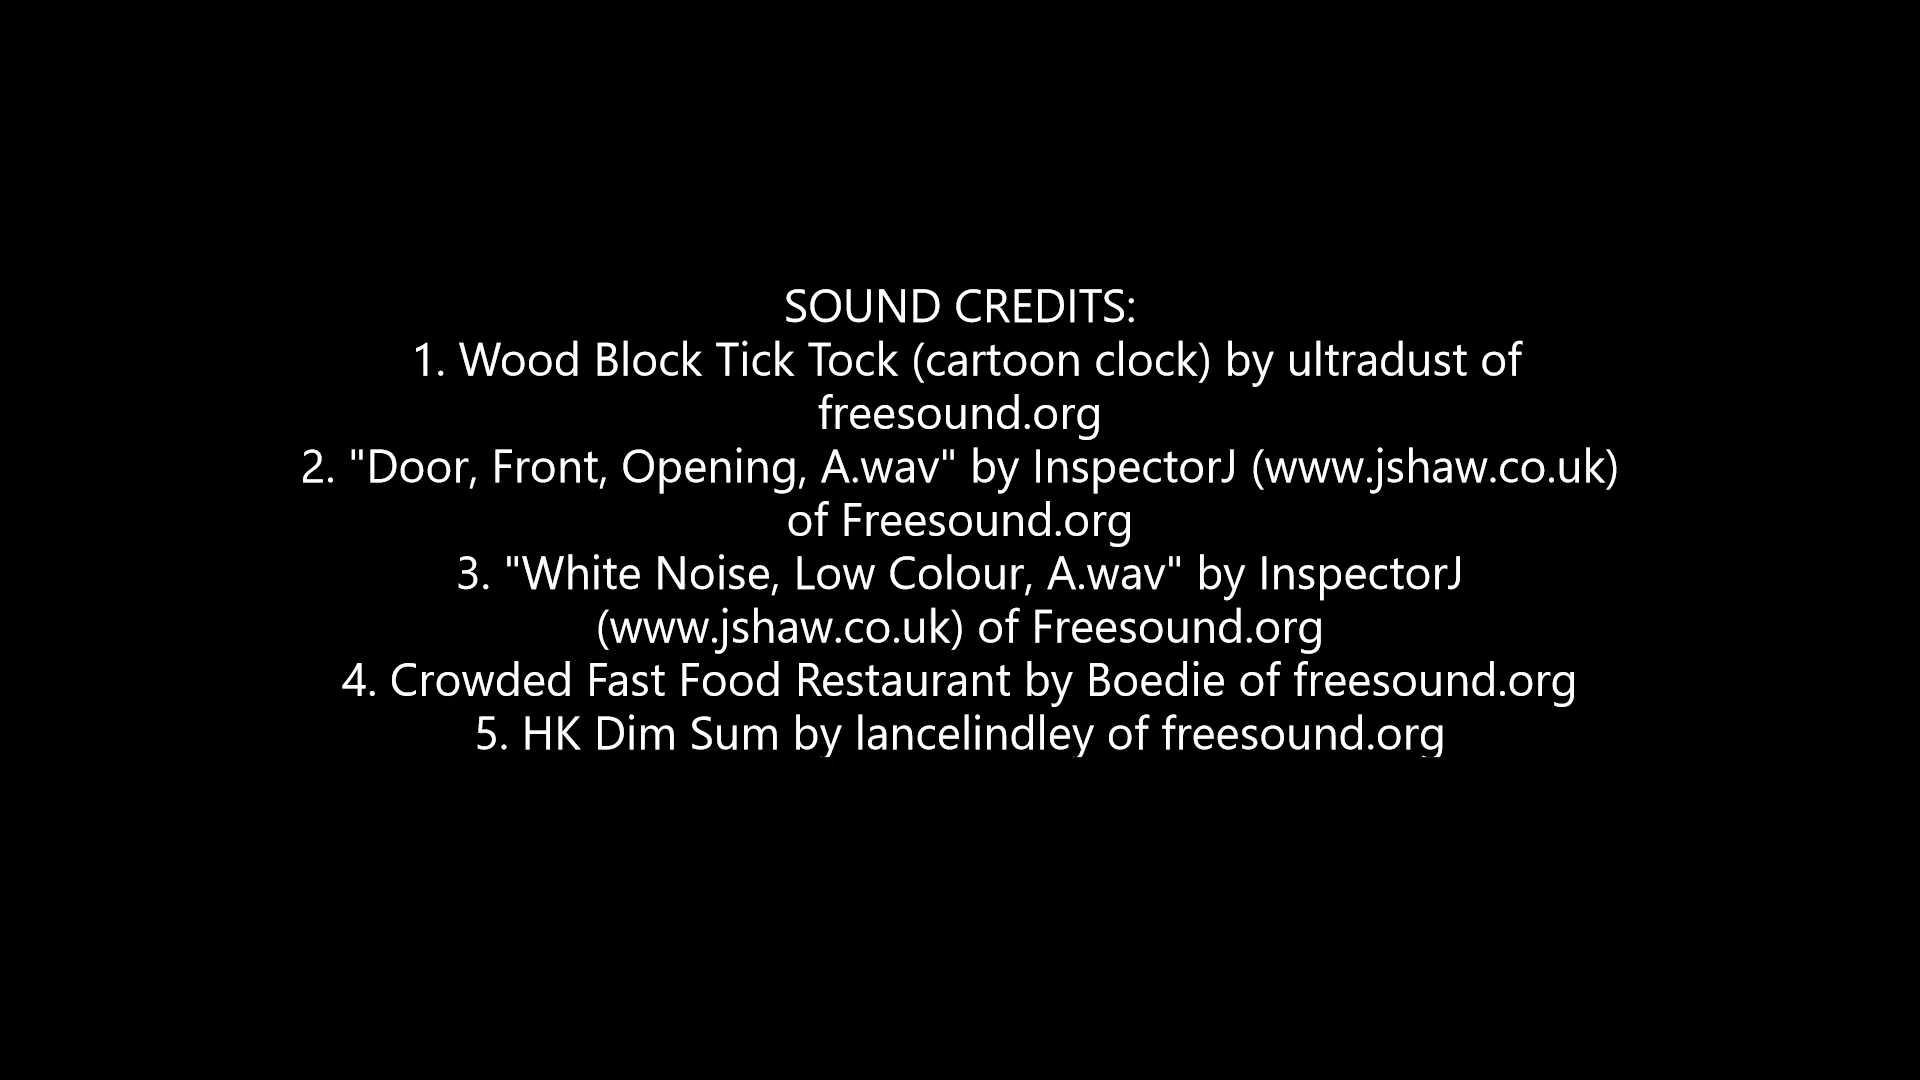 SOUND CREDITS:
1. Wood Block Tick Tock (cartoon clock) by ultradust of
freesound.org
2. "Door, Front, Opening, A.wav" by InspectorJ (www.jshaw.co.uk)
of Freesound.org
3. "White Noise, Low Colour, A.wav" by InspectorJ
(www.jshaw.co.uk) of Freesound.org
4. Crowded Fast Food Restaurant by Boedie of freesound.org
5. HK Dim Sum by lancelindley of freesound.org